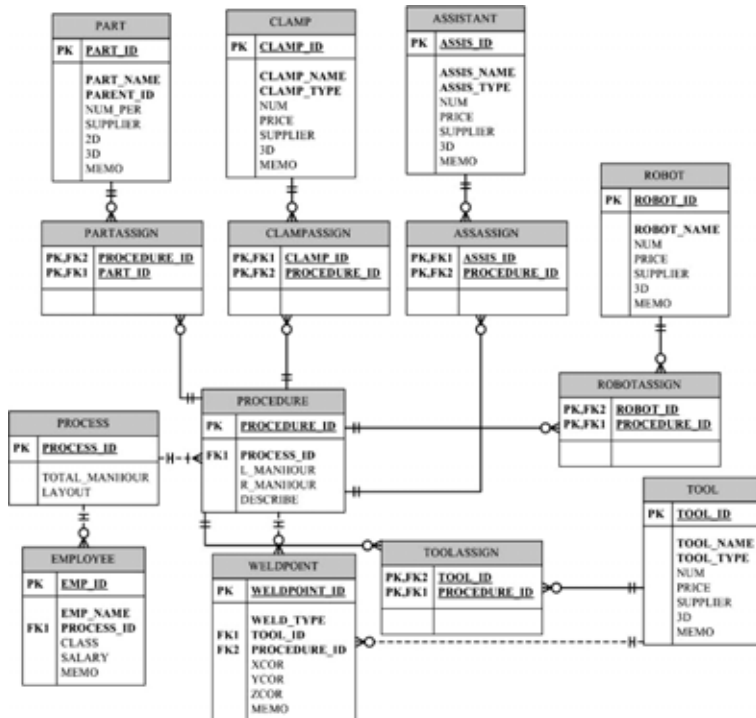 PART
PK PART_ID
PART_NAME
PARENT_ID
NUM_PER
SUPPLIER
2D
3D
MEMO
CLAMP
PK CLAMP_ID
CLAMP_NAME
CLAMP_TYPE
NUM
PRICE
SUPPLIER
3D
MEMO
ASSISTANT
PK ASSIS_ID
ASSIS_NAME
ASSIS_TYPE
NUM
PRICE
SUPPLIER
3D
MEMO
ROBOT
PK ROBOT_ID
ROBOT_NAME
NUM
PRICE
SUPPLIER
3D
MEMO
PARTASSIGN
PK,FK2 PROCEDURE_ID
PK,FK1 PART_ID
CLAMPASSIGN
PK,FK1 CLAMP_ID
PK,FK2 PROCEDURE_ID
ASSASSIGN
PK,FK1 ASSIS_ID
PK,FK2 PROCEDURE_ID
ROBOTASSIGN
PK,FK2 ROBOT_ID
PK,FK1 PROCEDURE_ID
PROCESS
PK PROCESS_ID
TOTAL_MANHOUR
LAYOUT
PROCEDURE
PK PROCEDURE_ID
FK1 PROCESS_ID
L_MANHOUR
R_MANHOUR
DESCRIBE
TOOL
PK TOOL_ID
TOOL_NAME
TOOL_TYPE
NUM
PRICE
SUPPLIER
3D
MEMO
EMPLOYEE
PK EMP_ID
EMP_NAME
FK1 PROCESS_ID
CLASS
SALARY
MEMO
WELDPOINT
PK WELDPOINT_ID
WELD_TYPE
FK1 TOOL_ID
FK2 PROCEDURE_ID
XCOR
YCOR
ZCOR
MEMO
TOOLASSIGN
PK,FK2 TOOL_ID
PK,FK1 PROCEDURE_ID